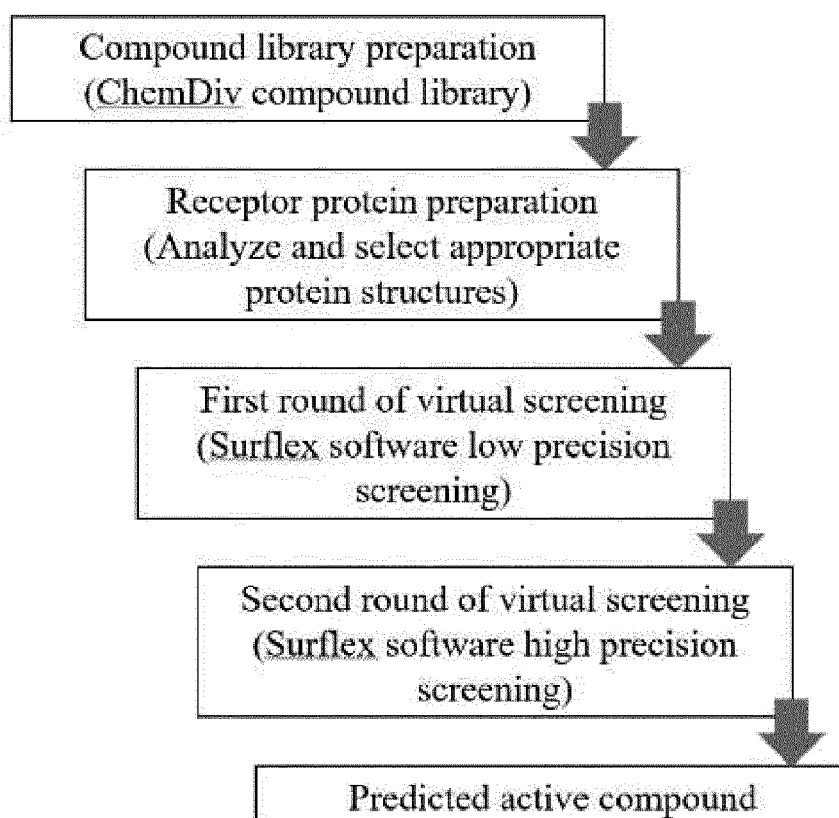 Compound library preparation
(ChemDiv compound library)
Receptor protein preparation
(Analyze and select appropriate
protein structures)
First round of virtual screening
(Surflex software low precision
screening)
Second round of virtual screening
(Surflex software high precision
screening)
Predicted active compound